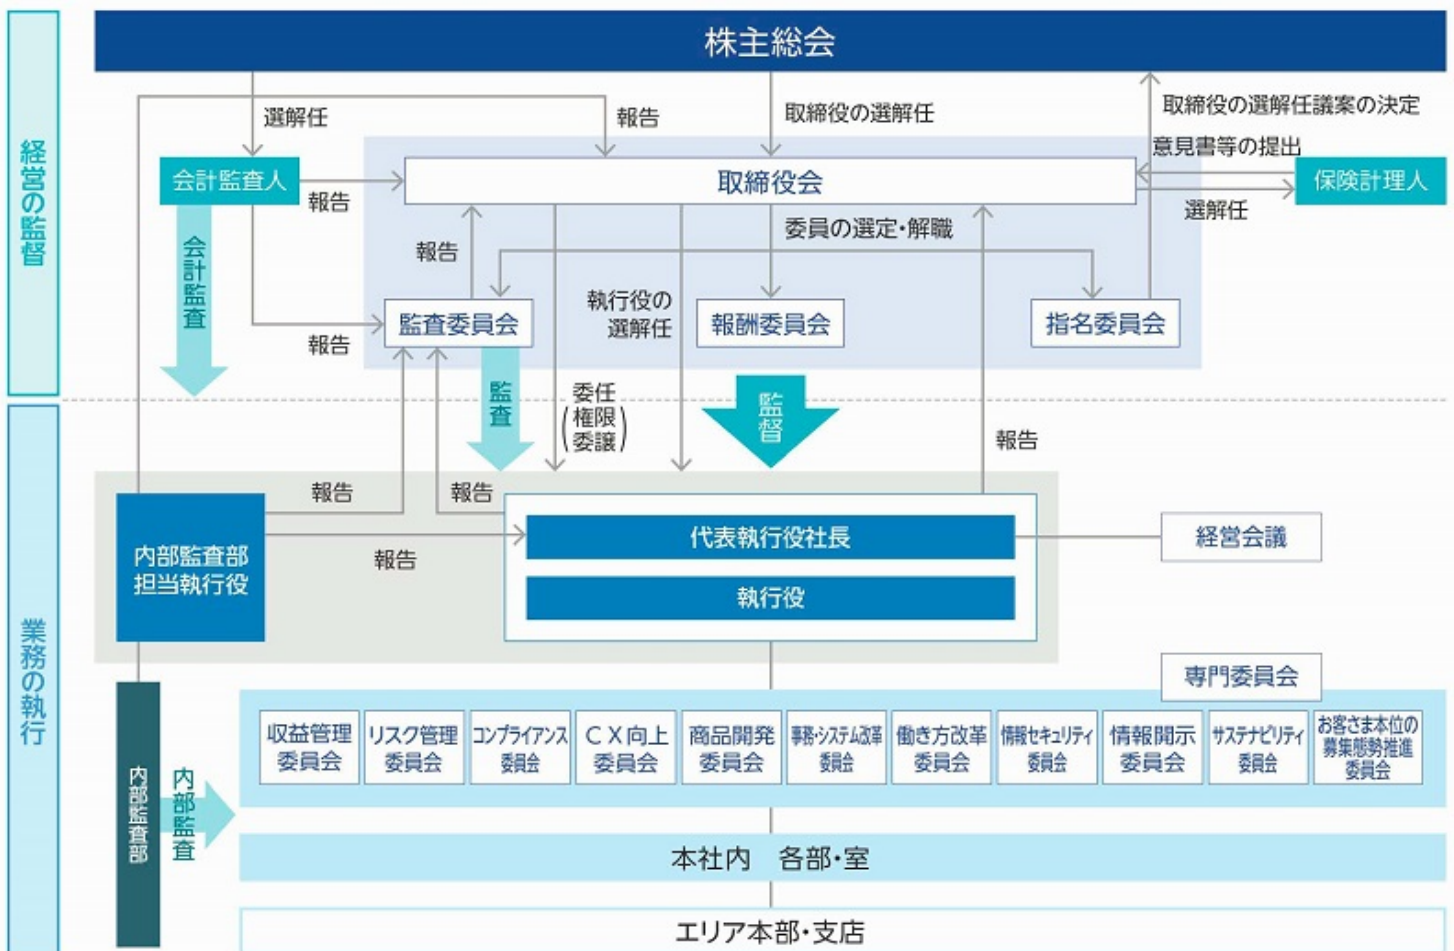 株主総会
経営の監督
選解任
報告
取締役の選解任
取締役の選解任議案の決定
意見書等の提出
会計監査人
報告
取締役会
保険計理人
選解任
会計監査
報告
委員の選定・解職
執行役の
選解任
監査委員会
報酬委員会
指名委員会
報告
監査
委任
(権限
委譲)
監督
報告
業務の執行
報告
報告
内部監査部
担当執行役
報告
代表執行役社長
執行役
経営会議
専門委員会
収益管理
委員会
リスク管理
委員会
コンプライアンス
委員会
CX向上
委員会
商品開発
委員会
事務・システム改革
委員会
働き方改革
委員会
情報セキュリティ
委員会
情報開示
委員会
サステナビリティ
委員会
お客さま本位の
募集態勢推進
委員会
内部監査部
内部監査
本社内 各部・室
エリア本部・支店